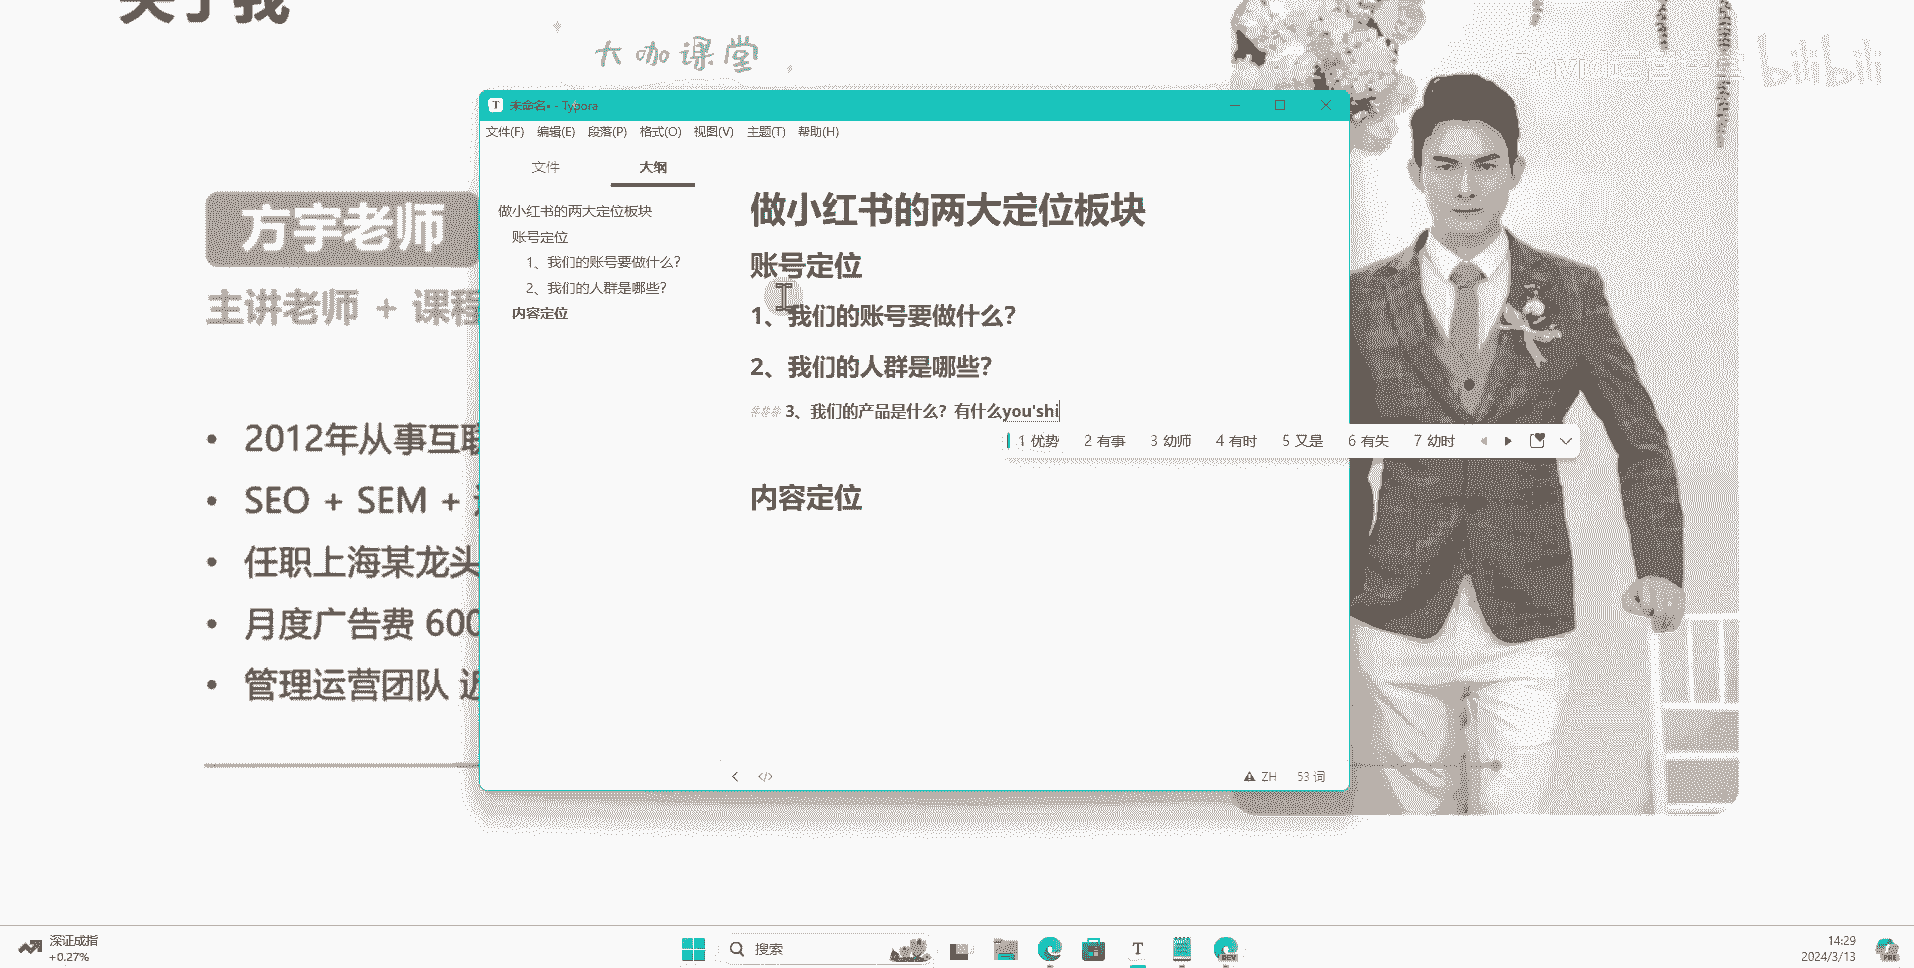 关于我
大咖课堂
bilibili
方宇老师
主讲老师 + 课程
2012年从事互联
SEO + SEM +
任职上海某龙头
月度广告费 600
管理运营团队
未命名• - Typora
文件(F) 编辑(E) 段落(P) 格式(O) 视图(V) 主题(T) 帮助(H)
文件 大纲
做小红书的两大定位板块
账号定位
1、我们的账号要做什么?
2、我们的人群是哪些?
内容定位
做小红书的两大定位板块
账号定位
1、我们的账号要做什么?
2、我们的人群是哪些?
### 3、我们的产品是什么? 有什么you'shi
1 优势 2 有事 3 幼师 4 有时 5 又是 6 有失 7 幼时
内容定位
ZH 53 词
深证成指
+0.27%
搜索
T
DEV
14:29
2024/3/13
PRE